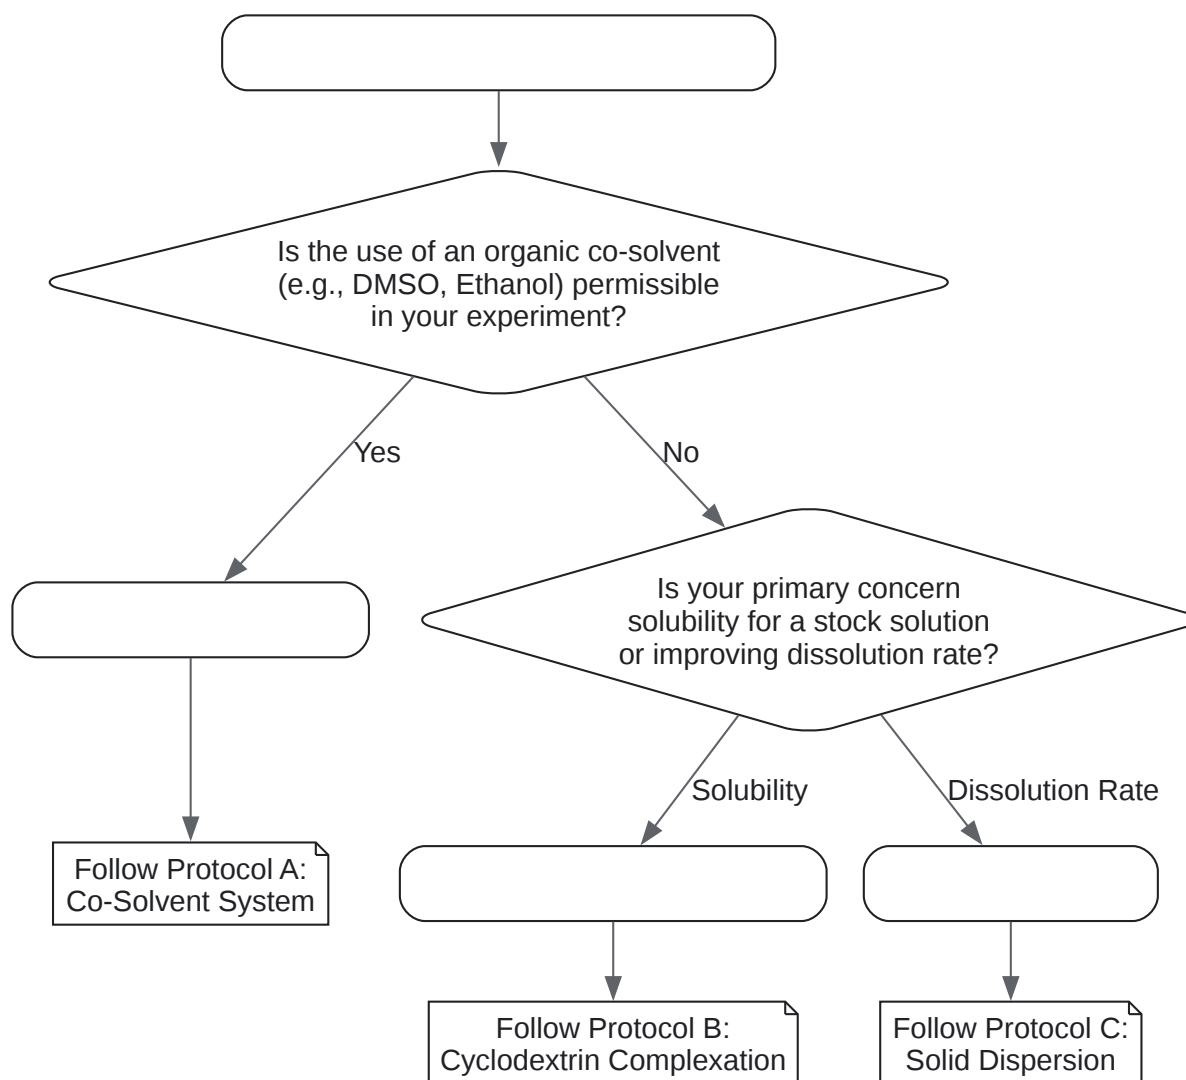 Is the use of an organic co-solvent
(e.g., DMSO, Ethanol) permissible
in your experiment?
Yes
No
Is your primary concern
solubility for a stock solution
or improving dissolution rate?
Solubility
Dissolution Rate
Follow Protocol A:
Co-Solvent System
Follow Protocol B:
Cyclodextrin Complexation
Follow Protocol C:
Solid Dispersion